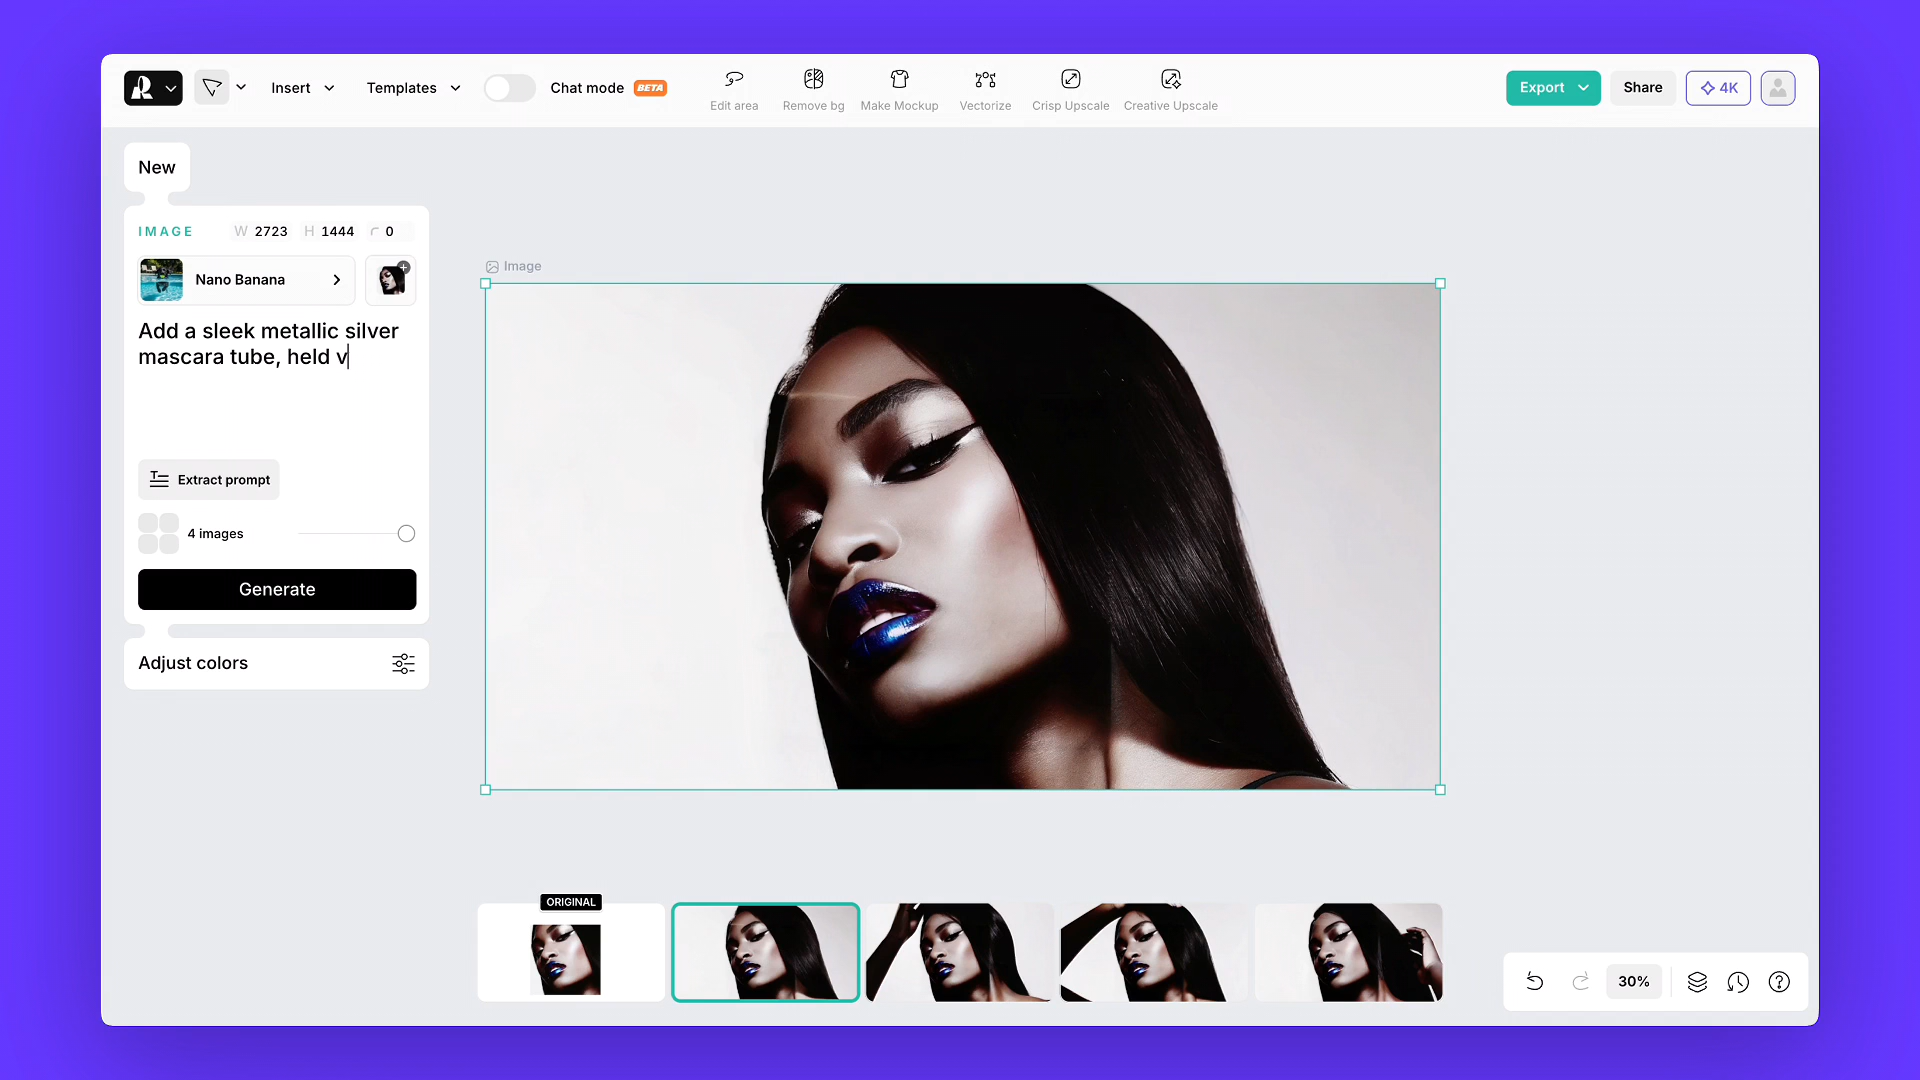 Insert
Templates
Chat mode BETA
Edit area
Remove bg
Make Mockup
Vectorize
Crisp Upscale
Creative Upscale
Export
Share
4K
New
IMAGE W 2723 H 1444 0
Nano Banana
Add a sleek metallic silver
mascara tube, held v
Extract prompt
4 images
Generate
Adjust colors
Image
ORIGINAL
30%